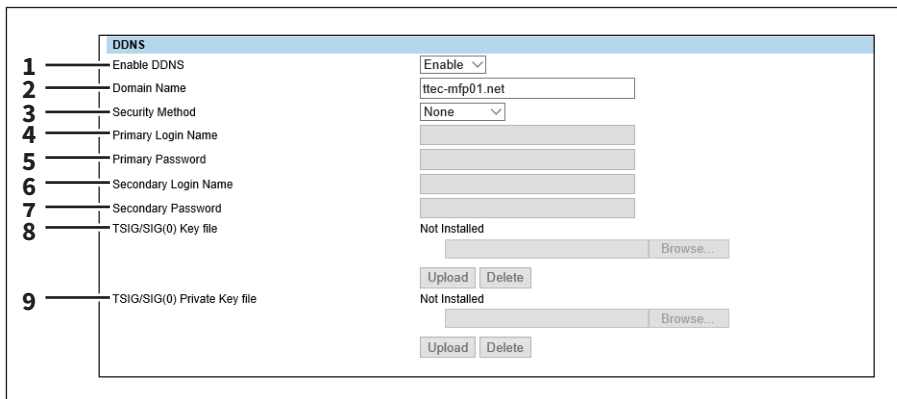 DDNS
1 Enable DDNS Enable
2 Domain Name ttec-mfp01.net
3 Security Method None
4 Primary Login Name
5 Primary Password
6 Secondary Login Name
7 Secondary Password
8 TSIG/SIG(0) Key file Not Installed
Browse...
Upload Delete
9 TSIG/SIG(0) Private Key file Not Installed
Browse...
Upload Delete